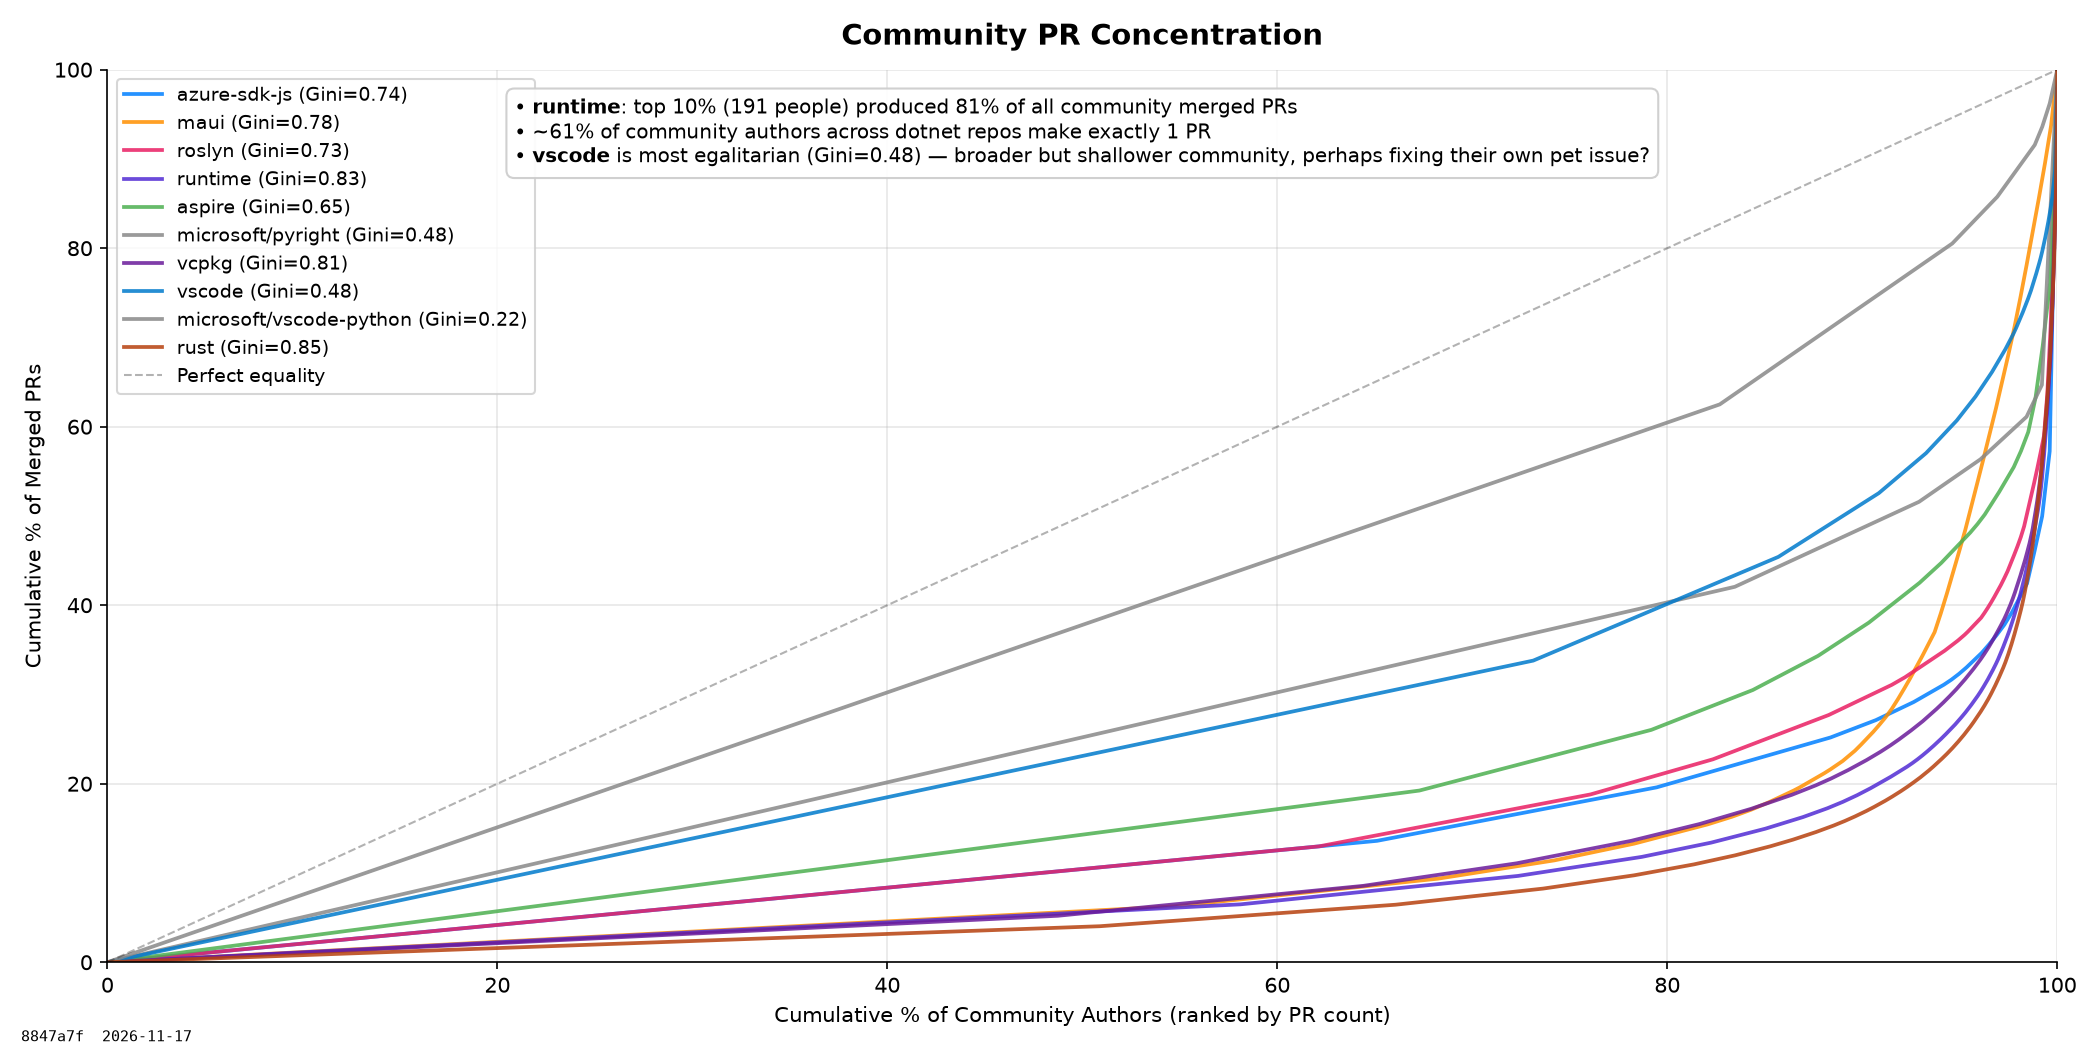 Community PR Concentration
azure-sdk-js (Gini=0.74)
maui (Gini=0.78)
roslyn (Gini=0.73)
runtime (Gini=0.83)
aspire (Gini=0.65)
microsoft/pyright (Gini=0.48)
vcpkg (Gini=0.81)
vscode (Gini=0.48)
microsoft/vscode-python (Gini=0.22)
rust (Gini=0.85)
Perfect equality
• runtime: top 10% (191 people) produced 81% of all community merged PRs
• ~61% of community authors across dotnet repos make exactly 1 PR
• vscode is most egalitarian (Gini=0.48) — broader but shallower community, perhaps fixing their own pet issue?
Cumulative % of Merged PRs
100
80
60
40
20
0
0 20 40 60 80 100
Cumulative % of Community Authors (ranked by PR count)
8847a7f 2026-11-17